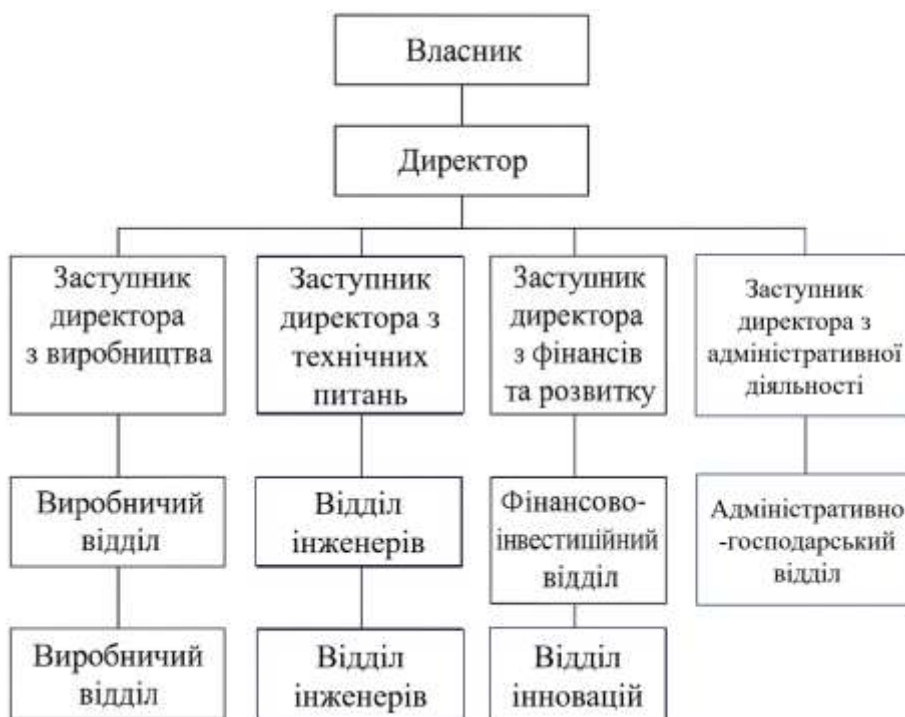 Власник
Директор
Заступник
директора
з виробництва
Заступник
директора з
технічних
питань
Заступник
директора
з фінансів
та розвитку
Заступник
директора з
адміністративної
діяльності
Виробничий
відділ
Відділ
інженерів
Фінансово-
інвестиційний
відділ
Адміністративно
-господарський
відділ
Виробничий
відділ
Відділ
інженерів
Відділ
інновацій